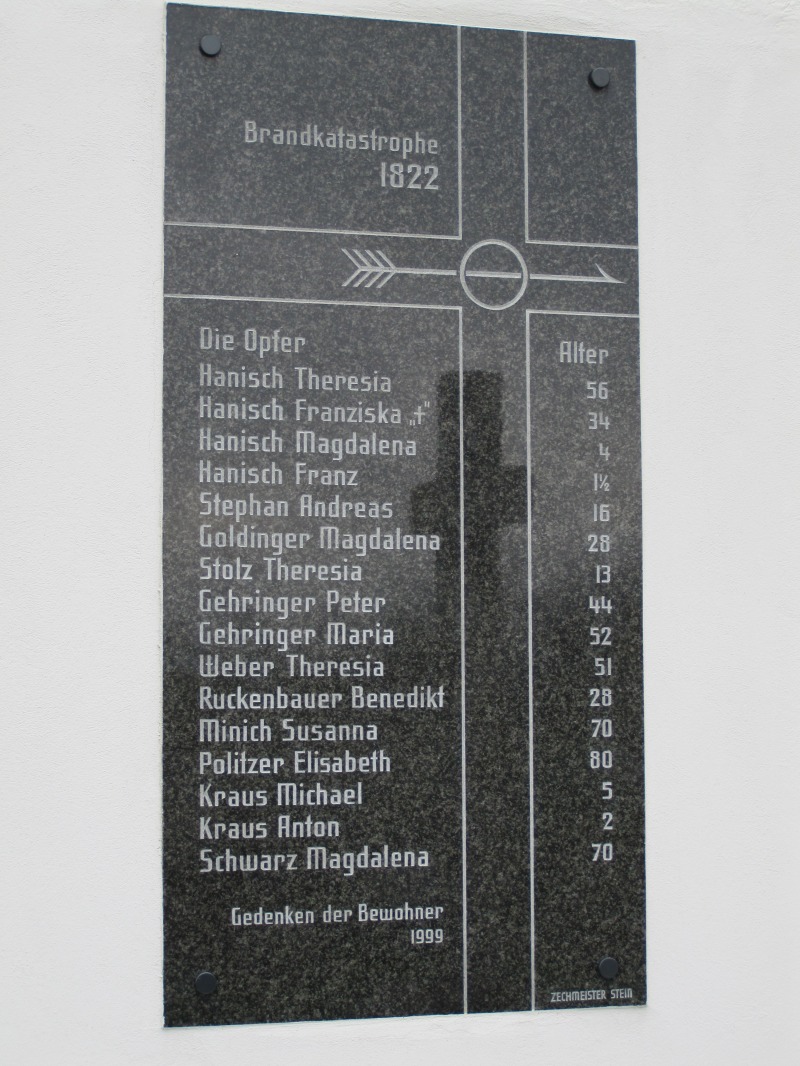 Brandkatastrophe
1822
Die Opfer Alter
Hanisch Theresia 56
Hanisch Franziska „†“ 34
Hanisch Magdalena 4
Hanisch Franz 1½
Stephan Andreas 16
Goldinger Magdalena 28
Stolz Theresia 13
Gehringer Peter 44
Gehringer Maria 52
Weber Theresia 51
Ruckenbauer Benedikt 28
Minich Susanna 70
Politzer Elisabeth 80
Kraus Michael 5
Kraus Anton 2
Schwarz Magdalena 70
Gedenken der Bewohner
1999
ZECHMEISTER STEIN